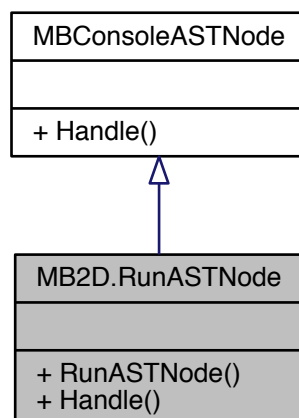 MBConsoleASTNode
+ Handle()
MB2D.RunASTNode
+ RunASTNode()
+ Handle()